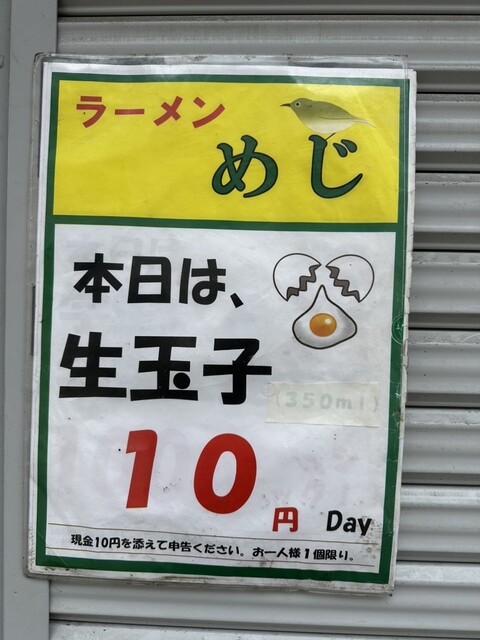 ラーメン
めじ
本日は、
生玉子
(350ml)
10円 Day
現金10円を添えて申告ください。お一人様1個限り。